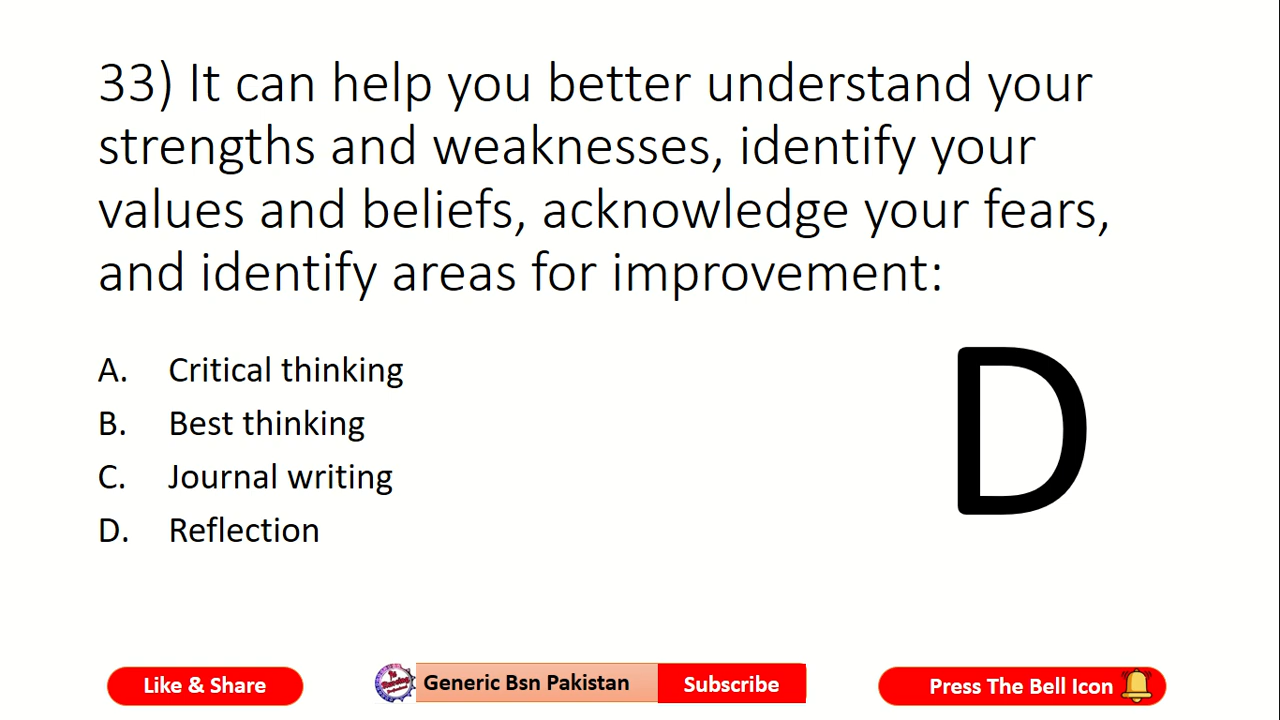 33) It can help you better understand your
strengths and weaknesses, identify your
values and beliefs, acknowledge your fears,
and identify areas for improvement:
A. Critical thinking
B. Best thinking
C. Journal writing
D. Reflection
D
Like & Share
Generic Bsn Pakistan
Subscribe
Press The Bell Icon